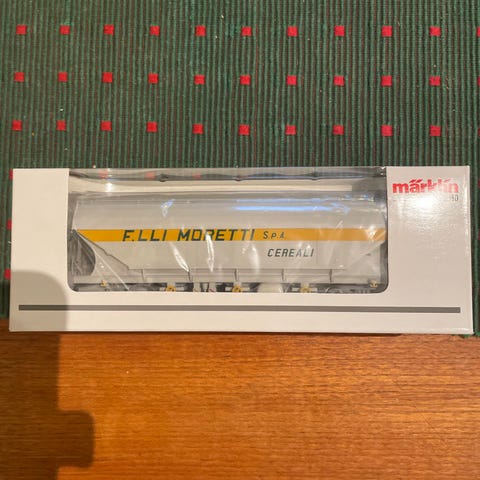 märklin
F.LLI MORETTI S.P.A.
CEREALI